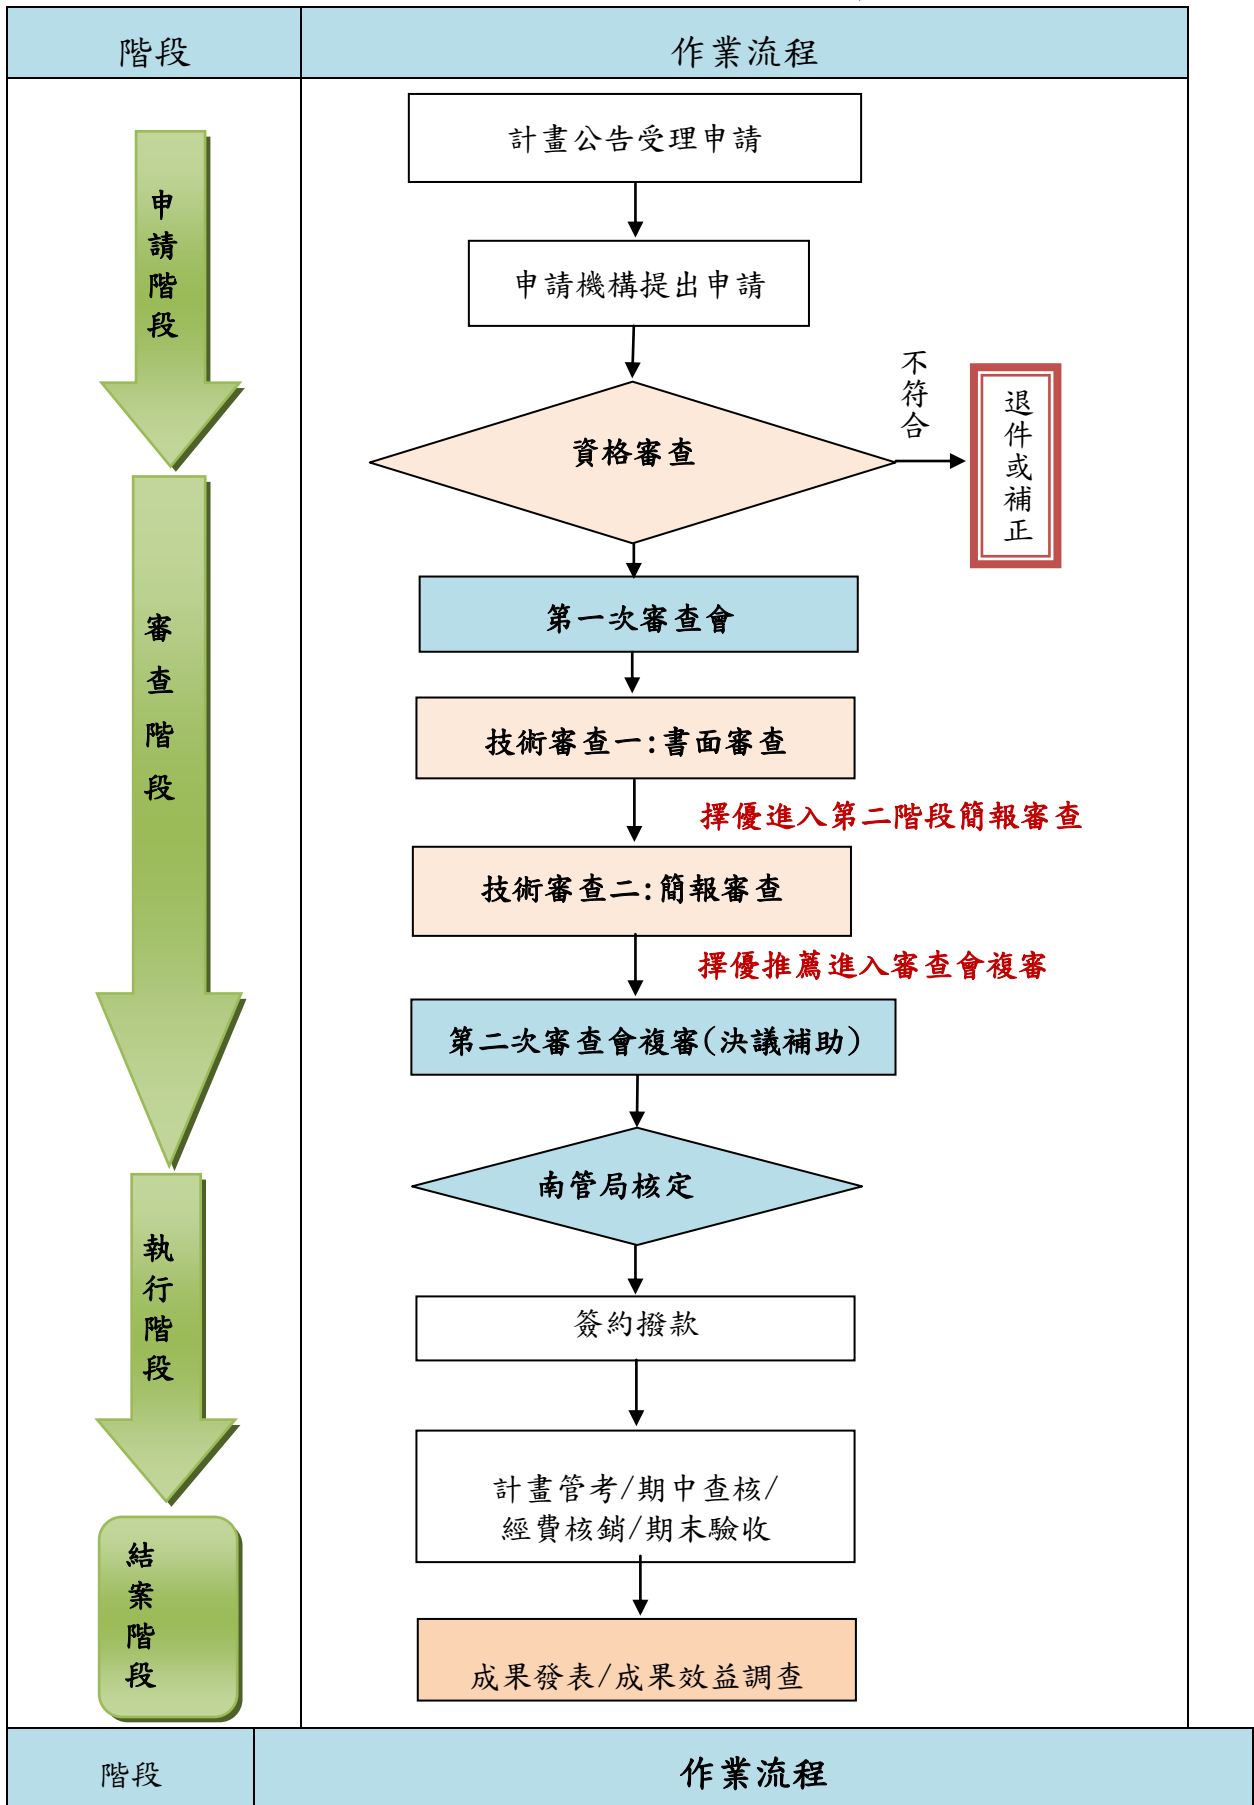 階段
作業流程
計畫公告受理申請
申請階段
申請機構提出申請
不符合
退件或補正
資格審查
第一次審查會
審查階段
技術審查一:書面審查
擇優進入第二階段簡報審查
技術審查二:簡報審查
擇優推薦進入審查會複審
第二次審查會複審(決議補助)
南管局核定
執行階段
簽約撥款
計畫管考/期中查核/
經費核銷/期末驗收
結案階段
成果發表/成果效益調查
階段
作業流程